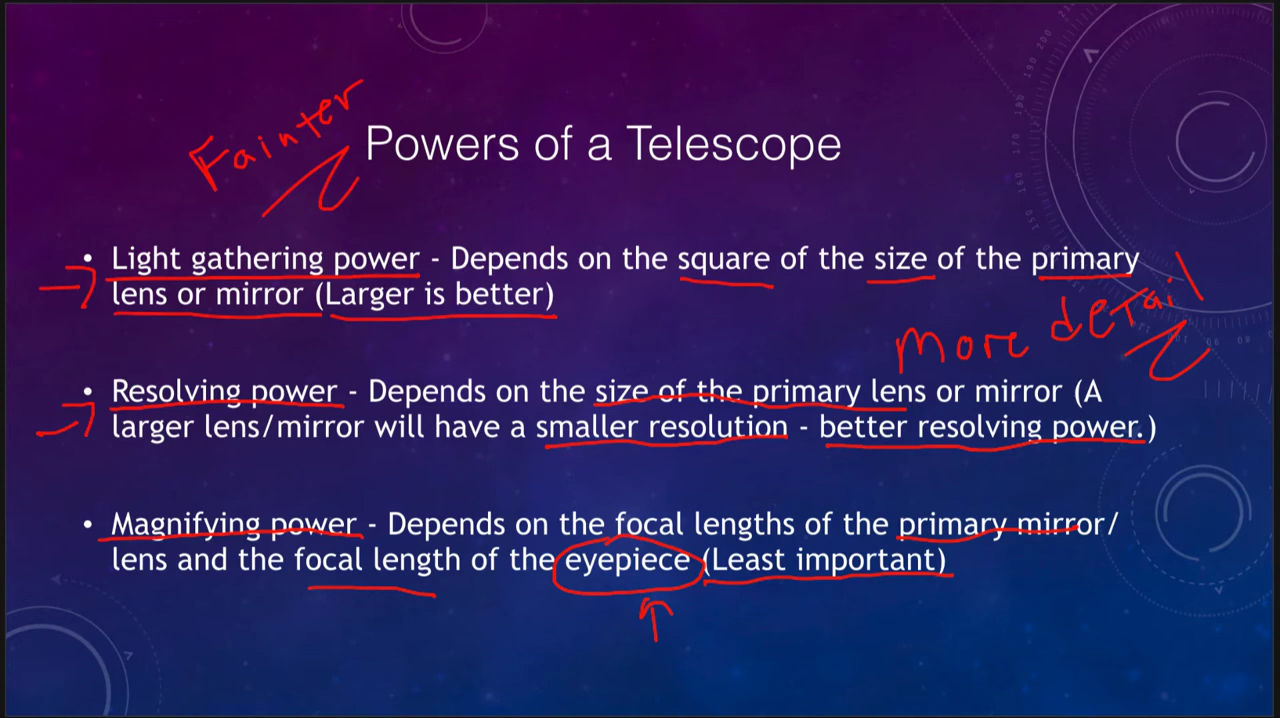 Fainter
Powers of a Telescope
• Light gathering power - Depends on the square of the size of the primary
lens or mirror (Larger is better)
More detail
• Resolving power - Depends on the size of the primary lens or mirror (A
larger lens/mirror will have a smaller resolution - better resolving power.)
• Magnifying power - Depends on the focal lengths of the primary mirror/
lens and the focal length of the eyepiece (Least important)